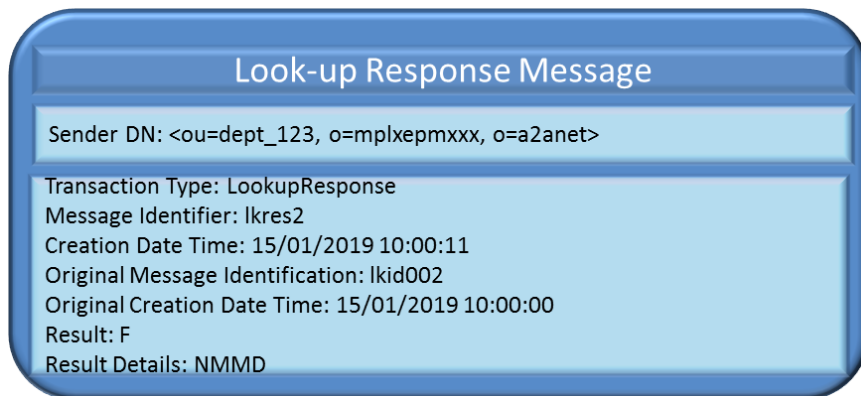 Look-up Response Message
Sender DN: <ou=dept_123, o=mplxepmxxx, o=a2anet>
Transaction Type: LookupResponse
Message Identifier: lkres2
Creation Date Time: 15/01/2019 10:00:11
Original Message Identification: lkid002
Original Creation Date Time: 15/01/2019 10:00:00
Result: F
Result Details: NMMD